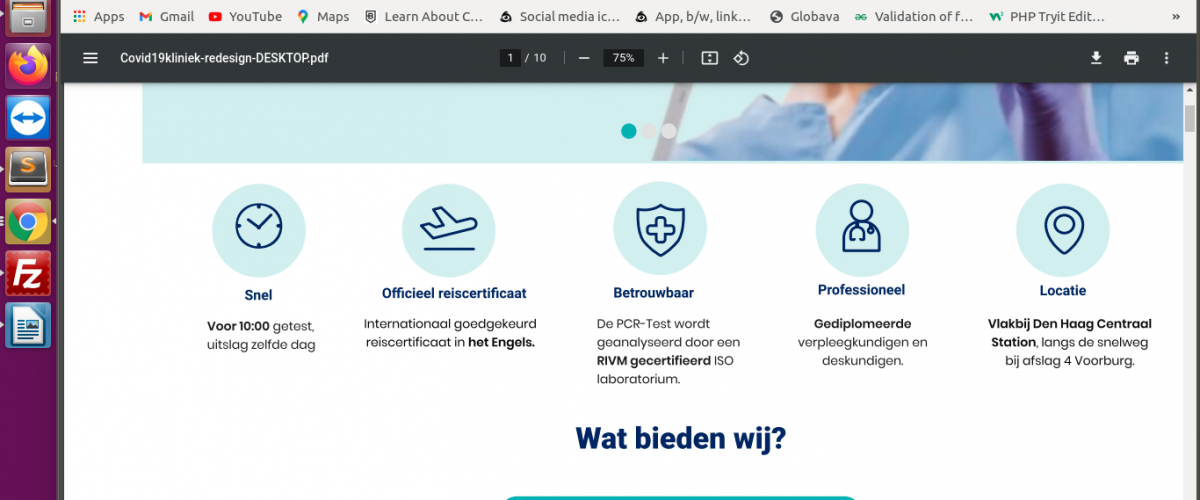 Apps
Gmail
YouTube
Maps
Learn About C...
Social media ic...
App, b/w, link...
Globava
Validation of f...
PHP Tryit Edit...
»
Covid19kliniek-redesign-DESKTOP.pdf
1 / 10
75%
Snel
Voor 10:00 getest,
uitslag zelfde dag
Officieel reiscertificaat
Internationaal goedgekeurd
reiscertificaat in het Engels.
Betrouwbaar
De PCR-Test wordt
geanalyseerd door een
RIVM gecertifieerd ISO
laboratorium.
Professioneel
Gediplomeerde
verpleegkundigen en
deskundigen.
Locatie
Vlakbij Den Haag Centraal
Station, langs de snelweg
bij afslag 4 Voorburg.
Wat bieden wij?